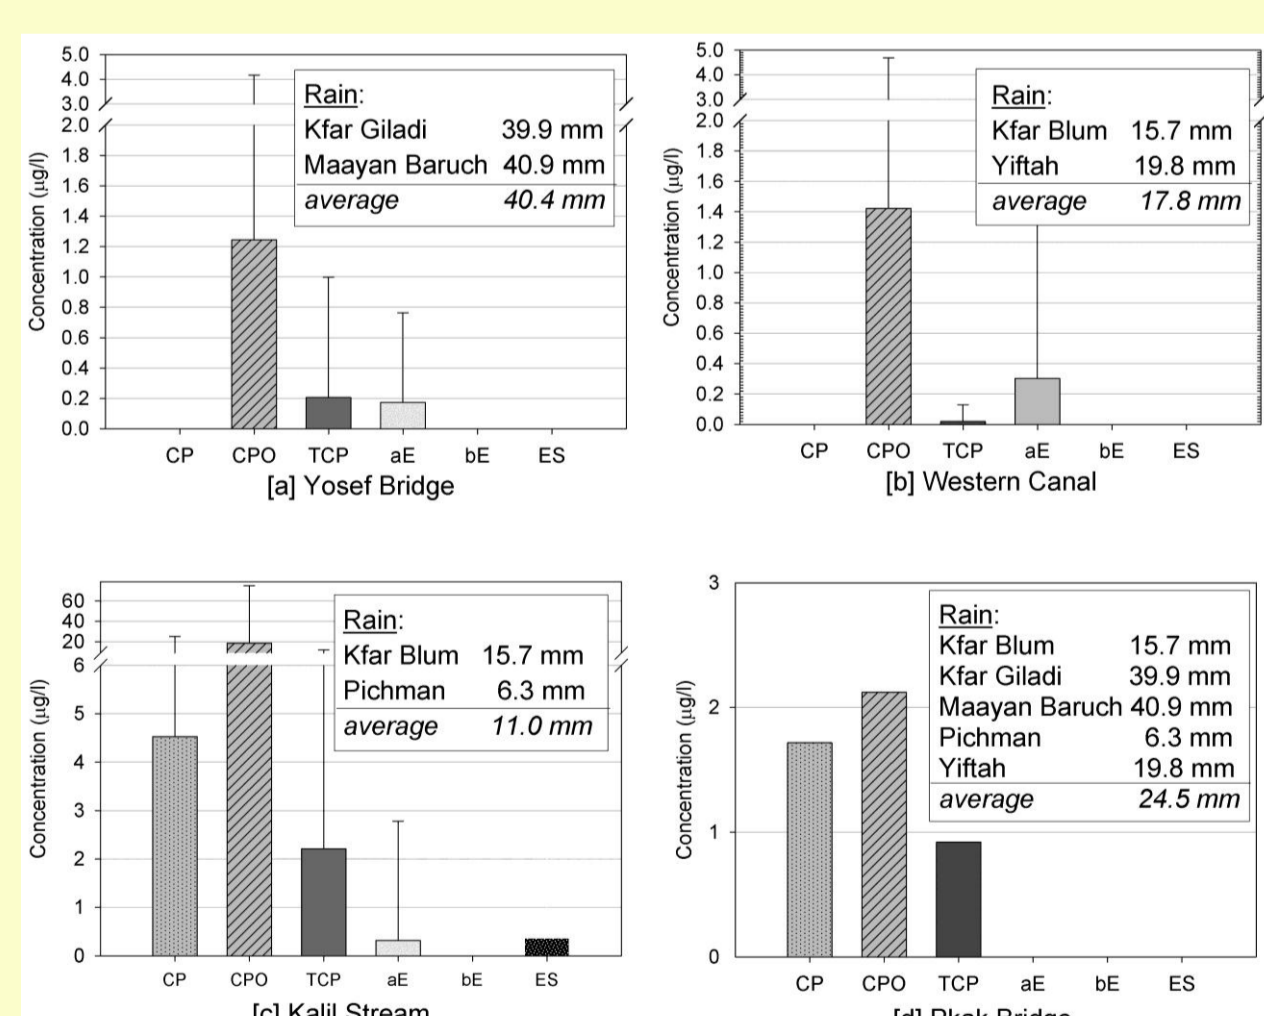 5.0
4.0
3.0
2.0
1.8
1.6
1.4
1.2
1.0
0.8
0.6
0.4
0.2
0.0
Concentration (µg/l)
Rain:
Kfar Giladi 39.9 mm
Maayan Baruch 40.9 mm
average 40.4 mm
CP CPO TCP aE bE ES
[a] Yosef Bridge
5.0
4.0
3.0
2.0
1.8
1.6
1.4
1.2
1.0
0.8
0.6
0.4
0.2
0.0
Concentration (µg/l)
Rain:
Kfar Blum 15.7 mm
Yiftah 19.8 mm
average 17.8 mm
CP CPO TCP aE bE ES
[b] Western Canal
60
40
20
6
5
4
3
2
1
0
Concentration (µg/l)
Rain:
Kfar Blum 15.7 mm
Pichman 6.3 mm
average 11.0 mm
CP CPO TCP aE bE ES
[c] Kalil Stream
3
2
1
0
Concentration (µg/l)
Rain:
Kfar Blum 15.7 mm
Kfar Giladi 39.9 mm
Maayan Baruch 40.9 mm
Pichman 6.3 mm
Yiftah 19.8 mm
average 24.5 mm
CP CPO TCP aE bE ES
[d] Pkak Bridge